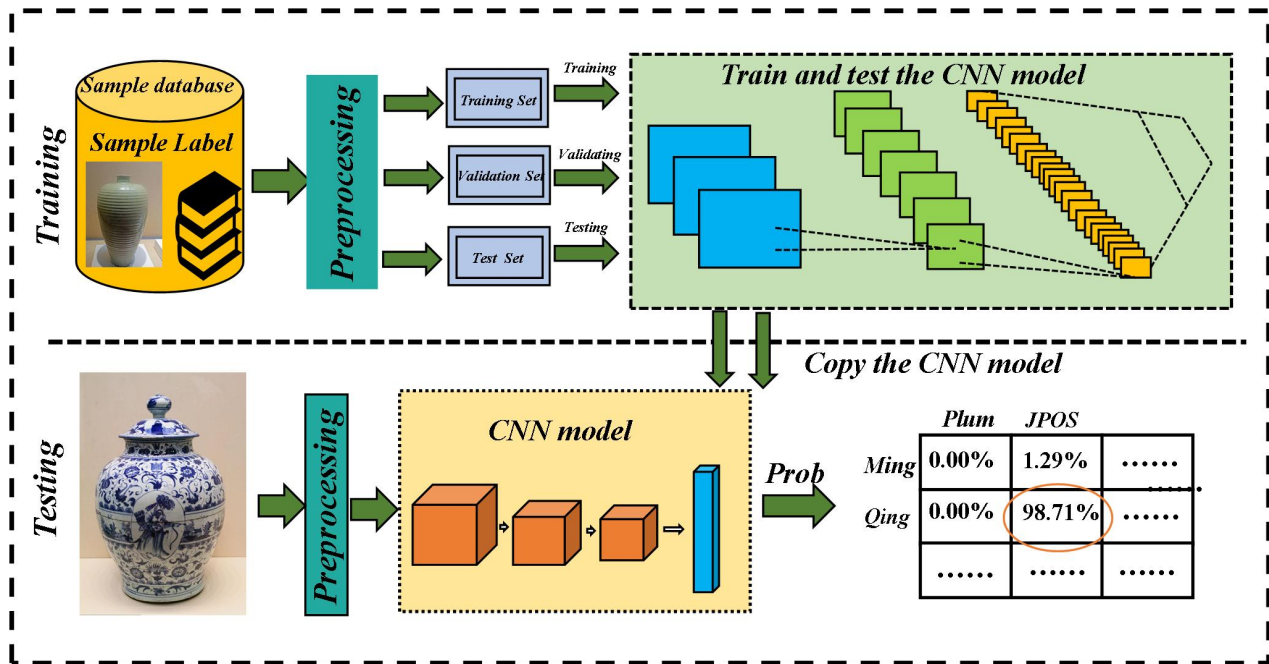 Training
Sample database
Sample Label
Preprocessing
Training Set
Validation Set
Test Set
Training
Validating
Testing
Train and test the CNN model
Copy the CNN model
Testing
Preprocessing
CNN model
Prob
Plum JPOS
Ming 0.00% 1.29% ......
......
Qing 0.00% 98.71% ......
...... ...... ......